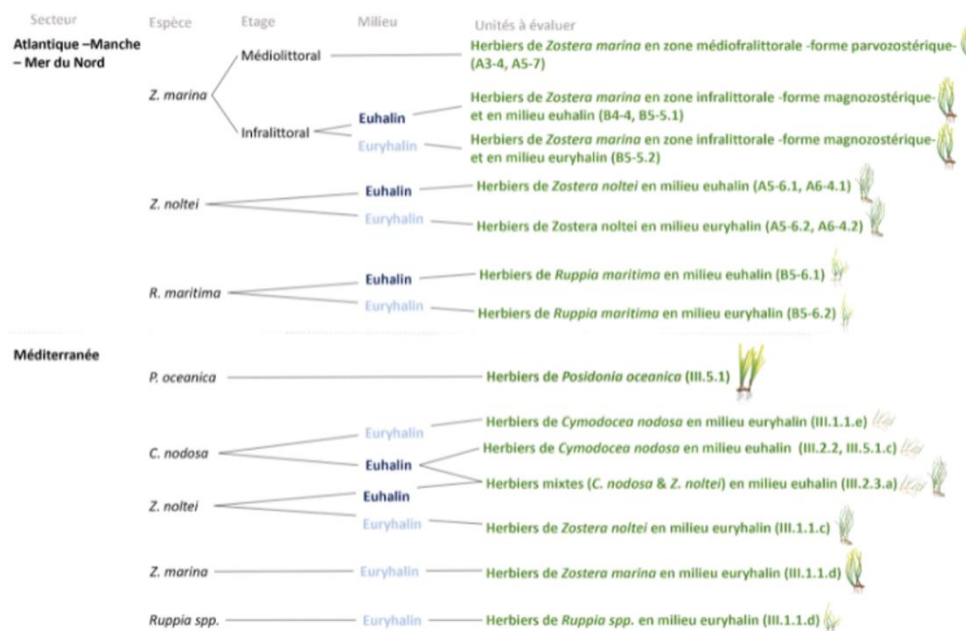 Secteur Espèce Etage Milieu Unités à évaluer
Atlantique –Manche
– Mer du Nord
Z. marina
Médiolittoral
Herbiers de Zostera marina en zone médiofralittorale -forme parvozostérique-
(A3-4, A5-7)
Infralittoral
Euhalin
Herbiers de Zostera marina en zone infralittorale -forme magnozostérique-
et en milieu euhalin (B4-4, B5-5.1)
Euryhalin
Herbiers de Zostera marina en zone infralittorale -forme magnozostérique-
et en milieu euryhalin (B5-5.2)
Z. noltei
Euhalin
Herbiers de Zostera noltei en milieu euhalin (A5-6.1, A6-4.1)
Euryhalin
Herbiers de Zostera noltei en milieu euryhalin (A5-6.2, A6-4.2)
R. maritima
Euhalin
Herbiers de Ruppia maritima en milieu euhalin (B5-6.1)
Euryhalin
Herbiers de Ruppia maritima en milieu euryhalin (B5-6.2)
Méditerranée
P. oceanica
Herbiers de Posidonia oceanica (III.5.1)
C. nodosa
Euryhalin
Herbiers de Cymodocea nodosa en milieu euryhalin (III.1.1.e)
Euhalin
Herbiers de Cymodocea nodosa en milieu euhalin (III.2.2, III.5.1.c)
Herbiers mixtes (C. nodosa & Z. noltei) en milieu euhalin (III.2.3.a)
Z. noltei
Euhalin
Euryhalin
Herbiers de Zostera noltei en milieu euryhalin (III.1.1.c)
Z. marina
Euryhalin
Herbiers de Zostera marina en milieu euryhalin (III.1.1.d)
Ruppia spp.
Euryhalin
Herbiers de Ruppia spp. en milieu euryhalin (III.1.1.d)